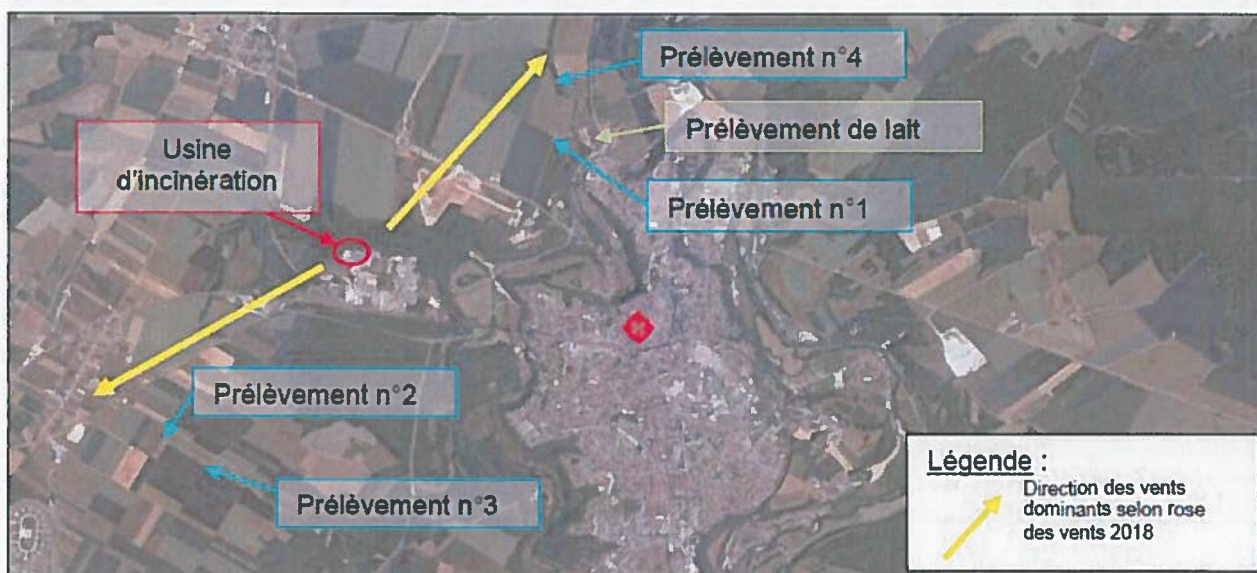 Prélèvement n°4
Prélèvement de lait
Usine
d'incinération
Prélèvement n°1
Prélèvement n°2
Prélèvement n°3
Légende :
Direction des vents
dominants selon rose
des vents 2018